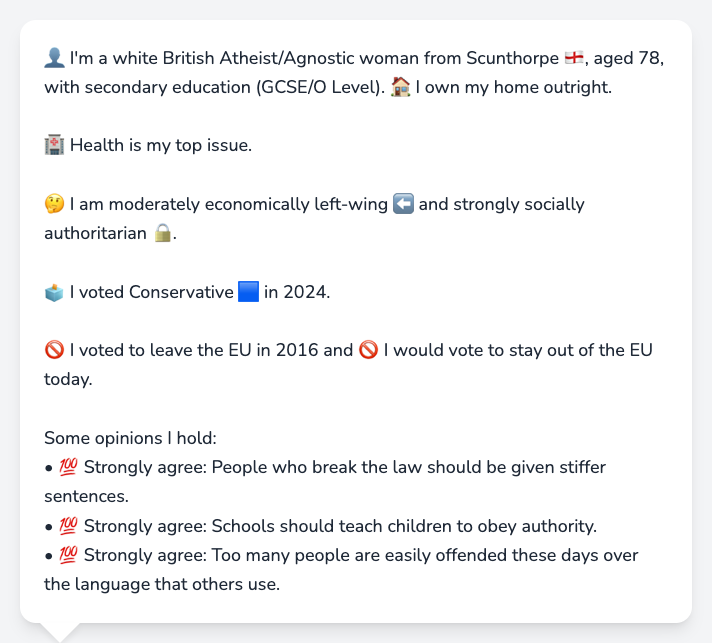 👤 I'm a white British Atheist/Agnostic woman from Scunthorpe 🏴󠁧󠁢󠁥󠁮󠁧󠁿, aged 78,
with secondary education (GCSE/O Level). 🏠 I own my home outright.
🏥 Health is my top issue.
🤔 I am moderately economically left-wing ⬅️ and strongly socially
authoritarian 🔒.
🗳️ I voted Conservative 🟦 in 2024.
🚫 I voted to leave the EU in 2016 and 🚫 I would vote to stay out of the EU
today.
Some opinions I hold:
• 💯 Strongly agree: People who break the law should be given stiffer
sentences.
• 💯 Strongly agree: Schools should teach children to obey authority.
• 💯 Strongly agree: Too many people are easily offended these days over
the language that others use.